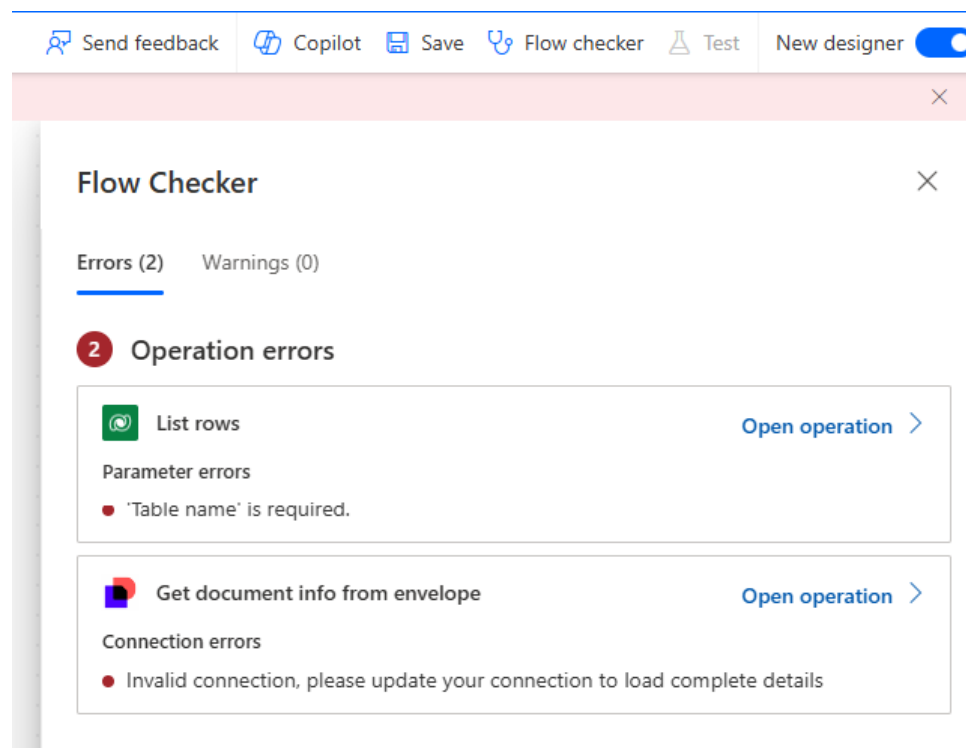 Send feedback Copilot Save Flow checker Test New designer
Flow Checker
Errors (2) Warnings (0)
2 Operation errors
List rows Open operation
Parameter errors
'Table name' is required.
Get document info from envelope Open operation
Connection errors
Invalid connection, please update your connection to load complete details